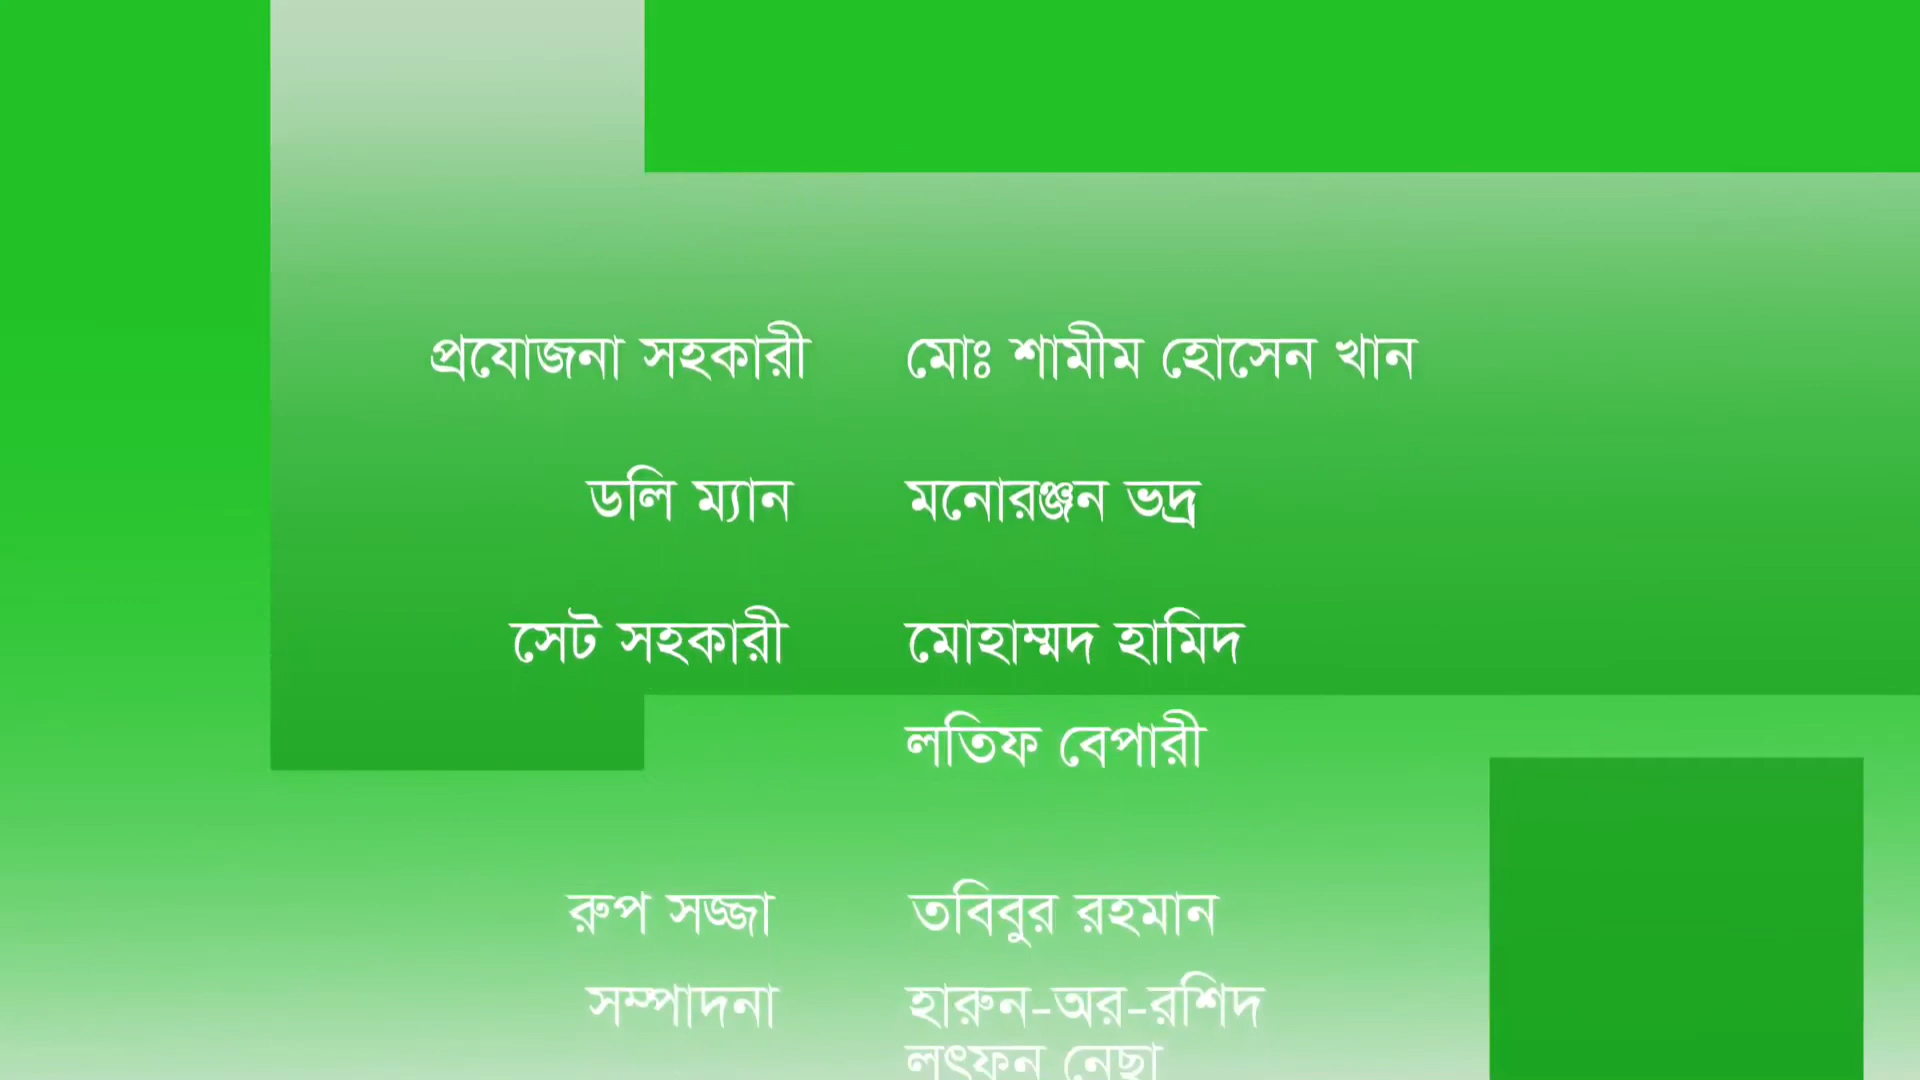 প্রযোজনা সহকারী মোঃ শামীম হোসেন খান
ডলি ম্যান মনোরঞ্জন ভদ্র
সেট সহকারী মোহাম্মদ হামিদ
লতিফ বেপারী
রুপ সজ্জা তবিবুর রহমান
সম্পাদনা হারুন-অর-রশিদ
নেছা